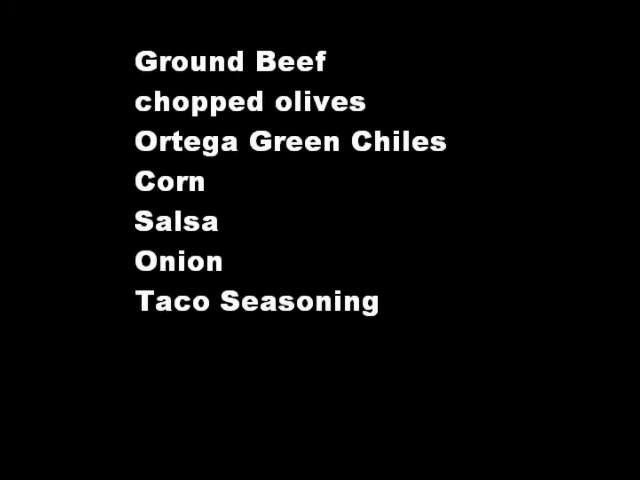 Ground Beef
chopped olives
Ortega Green Chiles
Corn
Salsa
Onion
Taco Seasoning